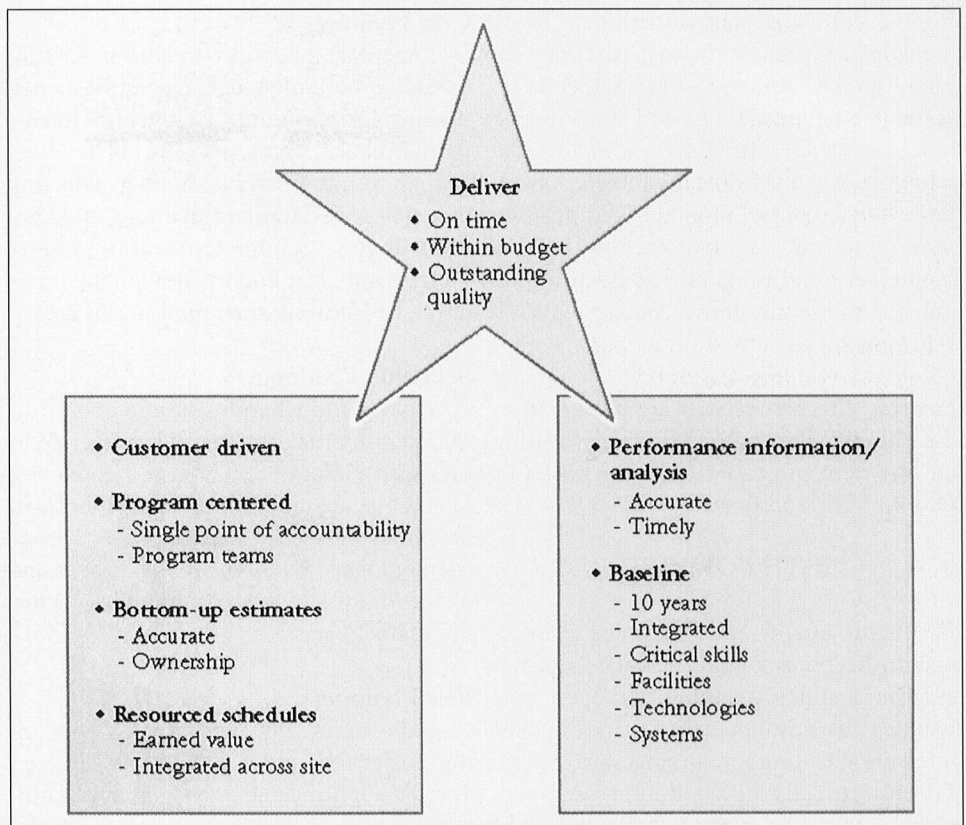 Deliver
• On time
• Within budget
• Outstanding
quality
• Customer driven
• Program centered
- Single point of accountability
- Program teams
• Bottom-up estimates
- Accurate
- Ownership
• Resourced schedules
- Earned value
- Integrated across site
• Performance information/
analysis
- Accurate
- Timely
• Baseline
- 10 years
- Integrated
- Critical skills
- Facilities
- Technologies
- Systems